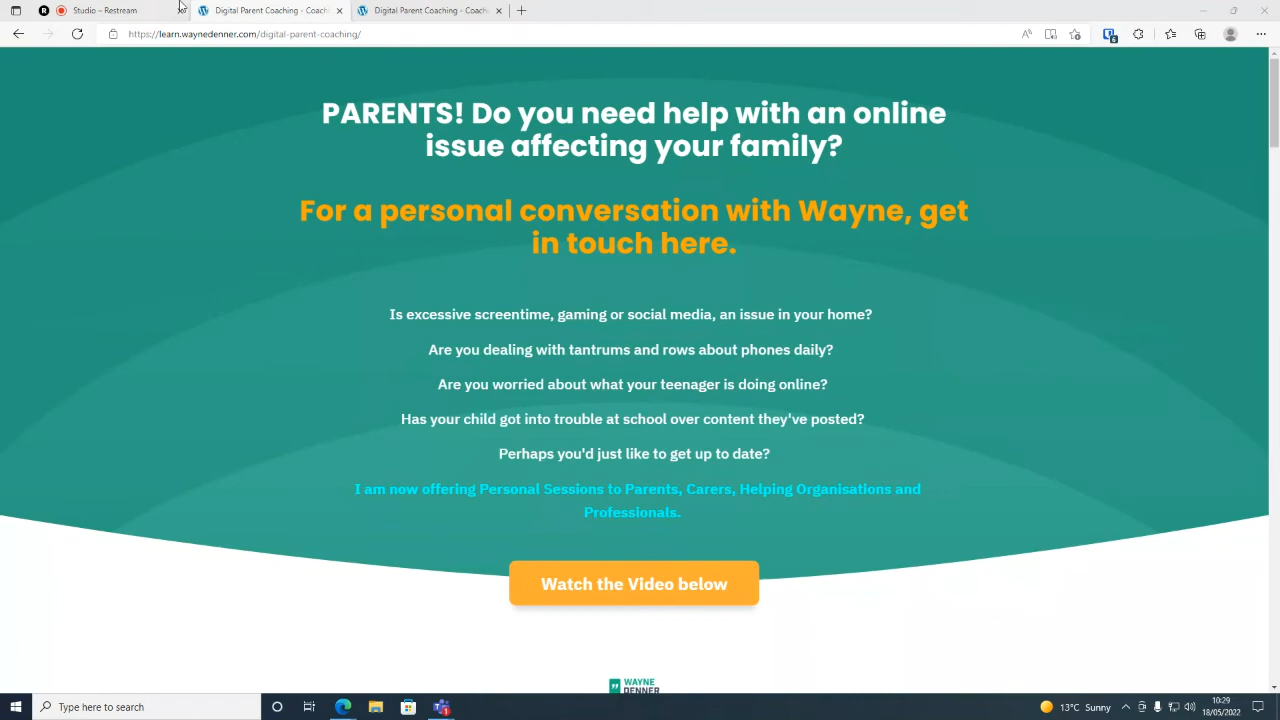 Studio – Restream
Digital Parent Coaching - Coach
Digital Parent Coaching - Coach
https://learn.waynedenner.com/digital-parent-coaching/
PARENTS! Do you need help with an online
issue affecting your family?
For a personal conversation with Wayne, get
in touch here.
Is excessive screentime, gaming or social media, an issue in your home?
Are you dealing with tantrums and rows about phones daily?
Are you worried about what your teenager is doing online?
Has your child got into trouble at school over content they've posted?
Perhaps you'd just like to get up to date?
I am now offering Personal Sessions to Parents, Carers, Helping Organisations and
Professionals.
Watch the Video below
WAYNE
DENNER
Type here to search
13°C Sunny
10:29
18/05/2022